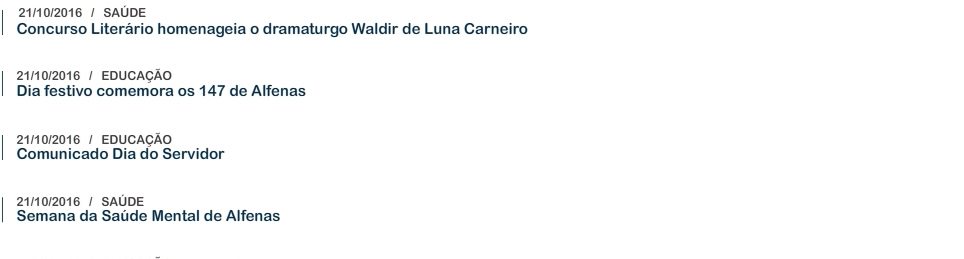 21/10/2016 / SAÚDE
Concurso Literário homenageia o dramaturgo Waldir de Luna Carneiro
21/10/2016 / EDUCAÇÃO
Dia festivo comemora os 147 de Alfenas
21/10/2016 / EDUCAÇÃO
Comunicado Dia do Servidor
21/10/2016 / SAÚDE
Semana da Saúde Mental de Alfenas